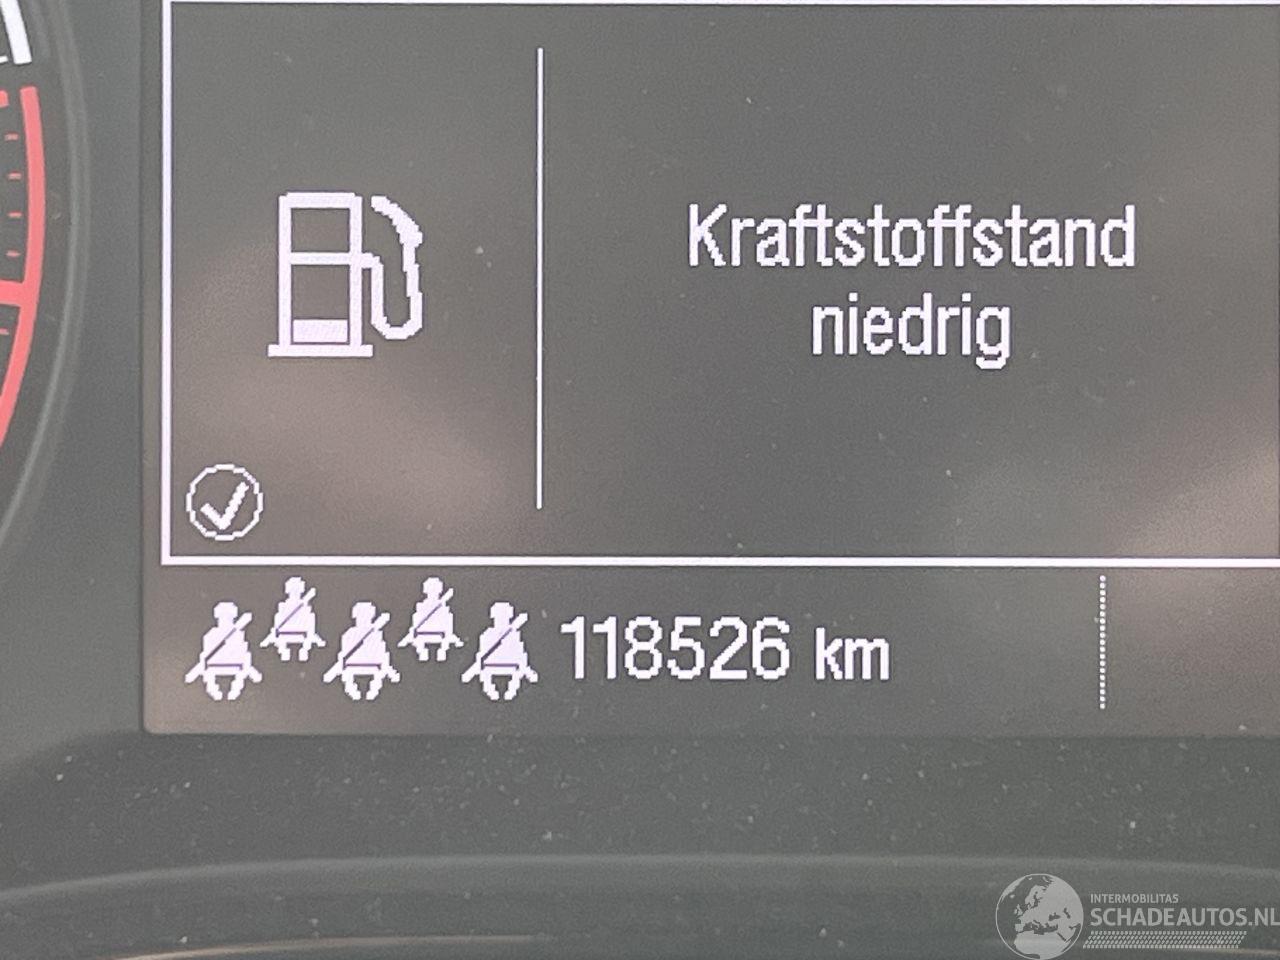 Kraftstoffstand
niedrig
118526 km
INTERMOBILITAS
SCHADEAUTOS.NL